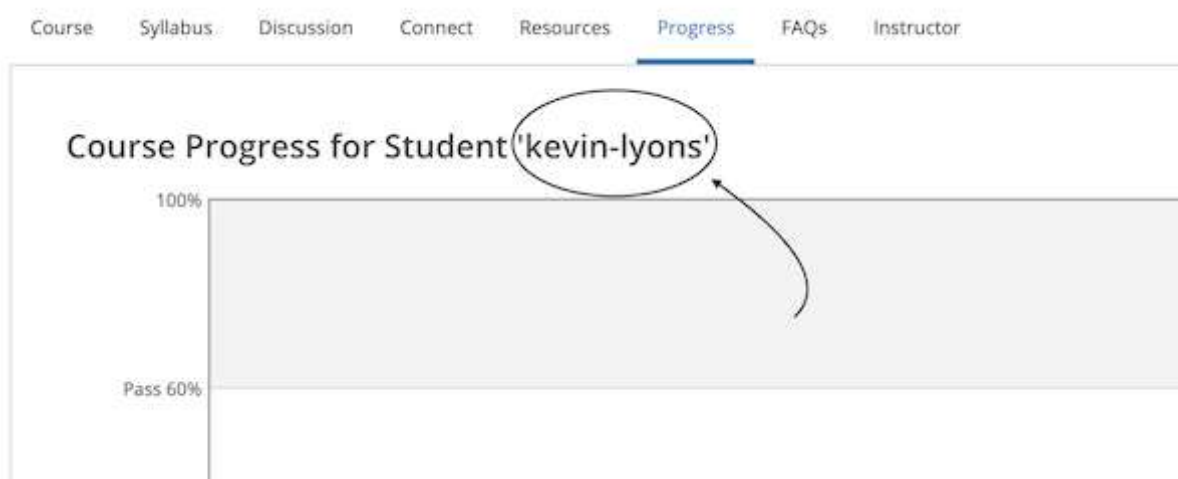 Course Syllabus Discussion Connect Resources Progress FAQs Instructor
Course Progress for Student 'kevin-lyons'
100%
Pass 60%